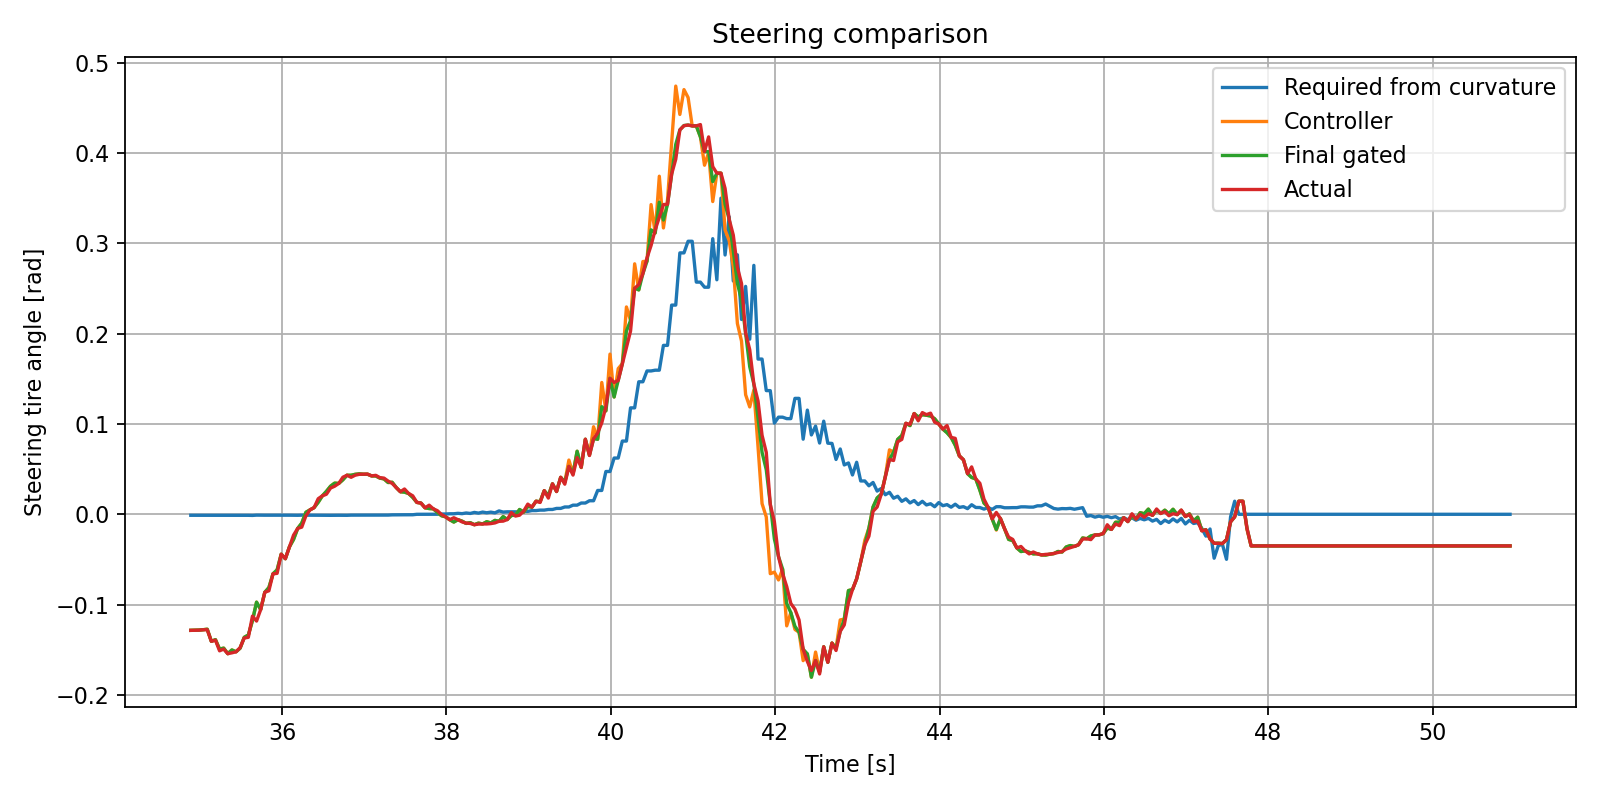 Steering comparison
Steering tire angle [rad]
0.5
0.4
0.3
0.2
0.1
0.0
−0.1
−0.2
Required from curvature
Controller
Final gated
Actual
36 38 40 42 44 46 48 50
Time [s]